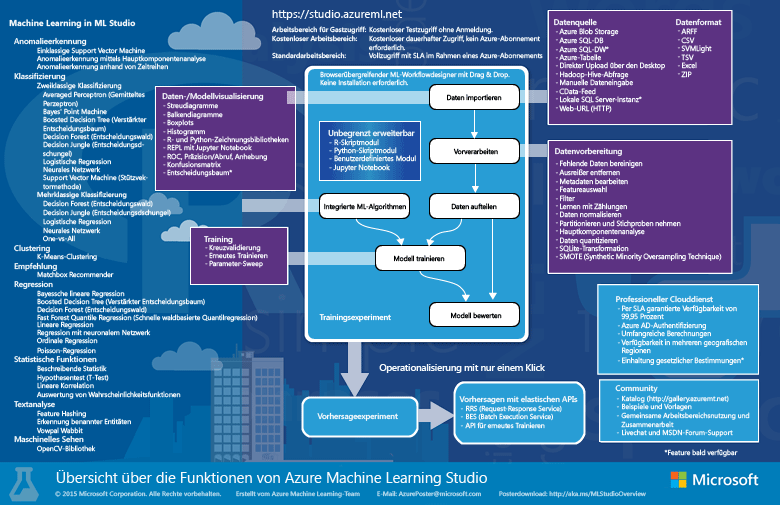 Machine Learning in ML Studio
Anomalieerkennung
Einklassige Support Vector Machine
Anomalieerkennung mittels Hauptkomponentenanalyse
Anomalieerkennung anhand von Zeitreihen
Klassifizierung
Zweiklassige Klassifizierung
Averaged Perceptron (Gemitteltes
Perzeptron)
Bayes' Point Machine
Boosted Decision Tree (Verstärkter
Entscheidungsbaum)
Decision Forest (Entscheidungswald)
Decision Jungle (Entscheidungsd-
schungel)
Logistische Regression
Neurales Netzwerk
Support Vector Machine (Stützvek-
tormethode)
Mehrklassige Klassifizierung
Decision Forest (Entscheidungswald)
Decision Jungle (Entscheidungsdschungel)
Logistische Regression
Neurales Netzwerk
One-vs-All
Clustering
K-Means-Clustering
Empfehlung
Matchbox Recommender
Regression
Bayessche lineare Regression
Boosted Decision Tree (Verstärkter Entscheidungsbaum)
Decision Forest (Entscheidungswald)
Fast Forest Quantile Regression (Schnelle waldbasierte Quantilregression)
Lineare Regression
Regression mit neuronalem Netzwerk
Ordinale Regression
Poisson-Regression
Statistische Funktionen
Beschreibende Statistik
Hypothesentest (T-Test)
Lineare Korrelation
Auswertung von Wahrscheinlichkeitsfunktionen
Textanalyse
Feature Hashing
Erkennung benannter Entitäten
Vowpal Wabbit
Maschinelles Sehen
OpenCV-Bibliothek
https://studio.azureml.net
Arbeitsbereich für Gastzugriff: Kostenloser Testzugriff ohne Anmeldung.
Kostenloser Arbeitsbereich: Kostenloser dauerhafter Zugriff, kein Azure-Abonnement
erforderlich.
Standardarbeitsbereich: Vollzugriff mit SLA im Rahmen eines Azure-Abonnements
Daten-/Modellvisualisierung
- Streudiagramme
- Balkendiagramme
- Boxplots
- Histogramm
- R- und Python-Zeichnungsbibliotheken
- REPL mit Jupyter Notebook
- ROC, Präzision/Abruf, Anhebung
- Konfusionsmatrix
- Entscheidungsbaum*
Training
- Kreuzvalidierung
- Erneutes Trainieren
- Parameter-Sweep
Browserübergreifender ML-Workflowdesigner mit Drag & Drop.
Keine Installation erforderlich.
Unbegrenzt erweiterbar
- R-Skriptmodul
- Python-Skriptmodul
- Benutzerdefiniertes Modul
- Jupyter Notebook
Daten importieren
Vorverarbeiten
Integrierte ML-Algorithmen
Daten aufteilen
Modell trainieren
Modell bewerten
Trainingsexperiment
Datenquelle
- Azure Blob Storage
- Azure SQL-DB
- Azure SQL-DW*
- Azure-Tabelle
- Direkter Upload über den Desktop
- Hadoop-Hive-Abfrage
- Manuelle Dateneingabe
- CData-Feed
- Lokale SQL Server-Instanz*
- Web-URL (HTTP)
Datenformat
- ARFF
- CSV
- SVMLight
- TSV
- Excel
- ZIP
Datenvorbereitung
- Fehlende Daten bereinigen
- Ausreißer entfernen
- Metadaten bearbeiten
- Featureauswahl
- Filter
- Lernen mit Zählungen
- Daten normalisieren
- Partitionieren und Stichproben nehmen
- Hauptkomponentenanalyse
- Daten quantisieren
- SQLite-Transformation
- SMOTE (Synthetic Minority Oversampling Technique)
Professioneller Clouddienst
- Per SLA garantierte Verfügbarkeit von
99,95 Prozent
- Azure AD-Authentifizierung
- Umfangreiche Berechnungen
- Verfügbarkeit in mehreren geografischen
Regionen
- Einhaltung gesetzlicher Bestimmungen*
Operationalisierung mit nur einem Klick
Vorhersageexperiment
Vorhersagen mit elastischen APIs
- RRS (Request-Response Service)
- BES (Batch Execution Service)
- API für erneutes Trainieren
Community
- Katalog (http://gallery.azuremt.net)
- Beispiele und Vorlagen
- Gemeinsame Arbeitsbereichsnutzung und
Zusammenarbeit
- Livechat und MSDN-Forum-Support
*Feature bald verfügbar
Übersicht über die Funktionen von Azure Machine Learning Studio
© 2015 Microsoft Corporation. Alle Rechte vorbehalten. Erstellt vom Azure Machine Learning-Team E-Mail: AzurePoster@microsoft.com Posterdownload: http://aka.ms/MLStudioOverview
Microsoft